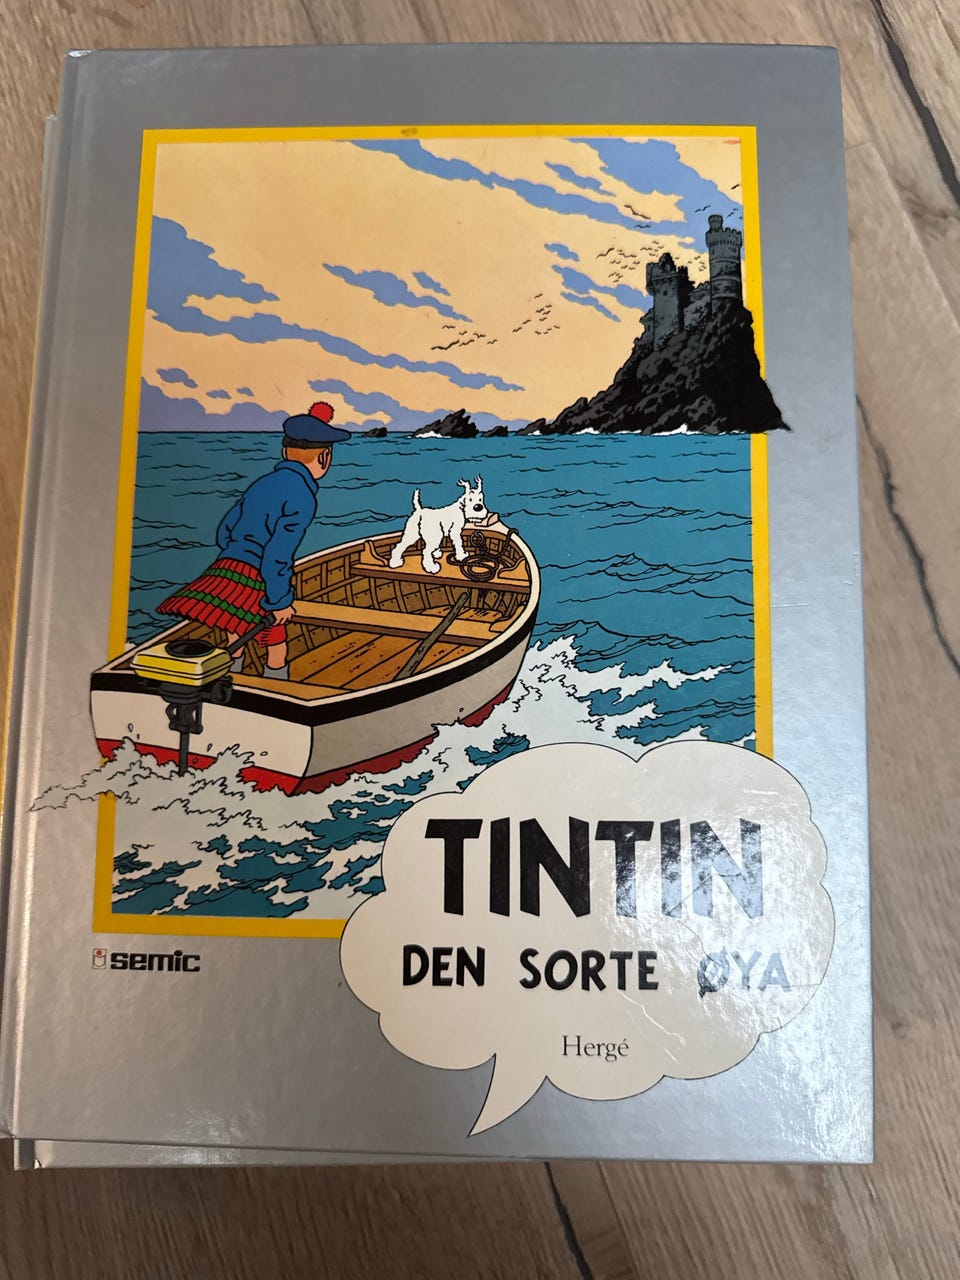 semic
TINTIN
DEN SORTE ØYA
Hergé